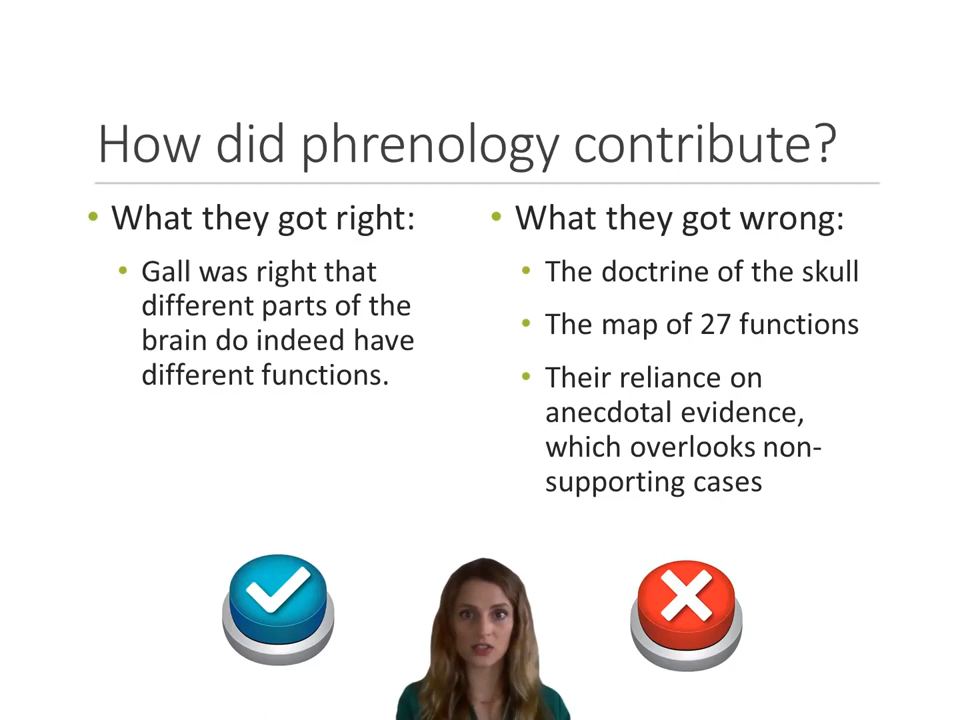 How did phrenology contribute?
• What they got right:
• Gall was right that
different parts of the
brain do indeed have
different functions.
• What they got wrong:
• The doctrine of the skull
• The map of 27 functions
• Their reliance on
anecdotal evidence,
which overlooks non-
supporting cases